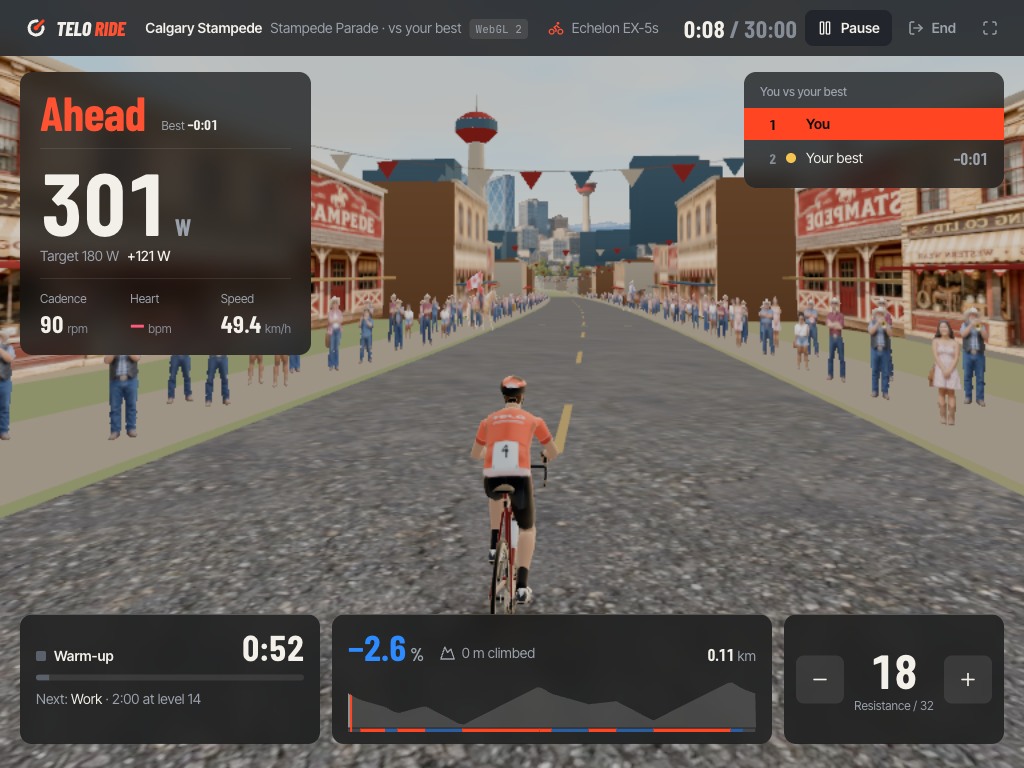 TELO RIDE
Calgary Stampede Stampede Parade · vs your best WebGL 2
Echelon EX-5s
0:08 / 30:00
Pause
End
Ahead
Best −0:01
301 W
Target 180 W +121 W
Cadence Heart Speed
90 rpm — bpm 49.4 km/h
You vs your best
1 You
2 Your best −0:01
TELO
4
Warm-up 0:52
Next: Work · 2:00 at level 14
−2.6 %
0 m climbed
0.11 km
− 18 +
Resistance / 32